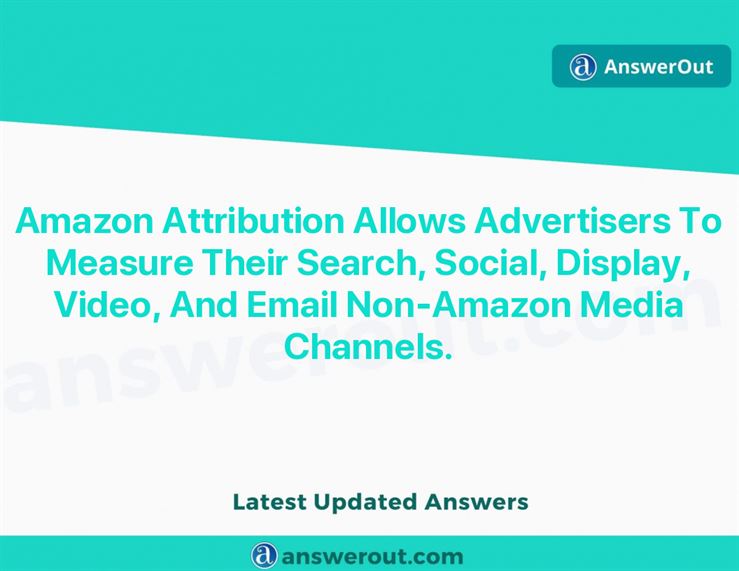 AnswerOut
Amazon Attribution Allows Advertisers To
Measure Their Search, Social, Display,
Video, And Email Non-Amazon Media
Channels.
answerout.com
Latest Updated Answers
answerout.com